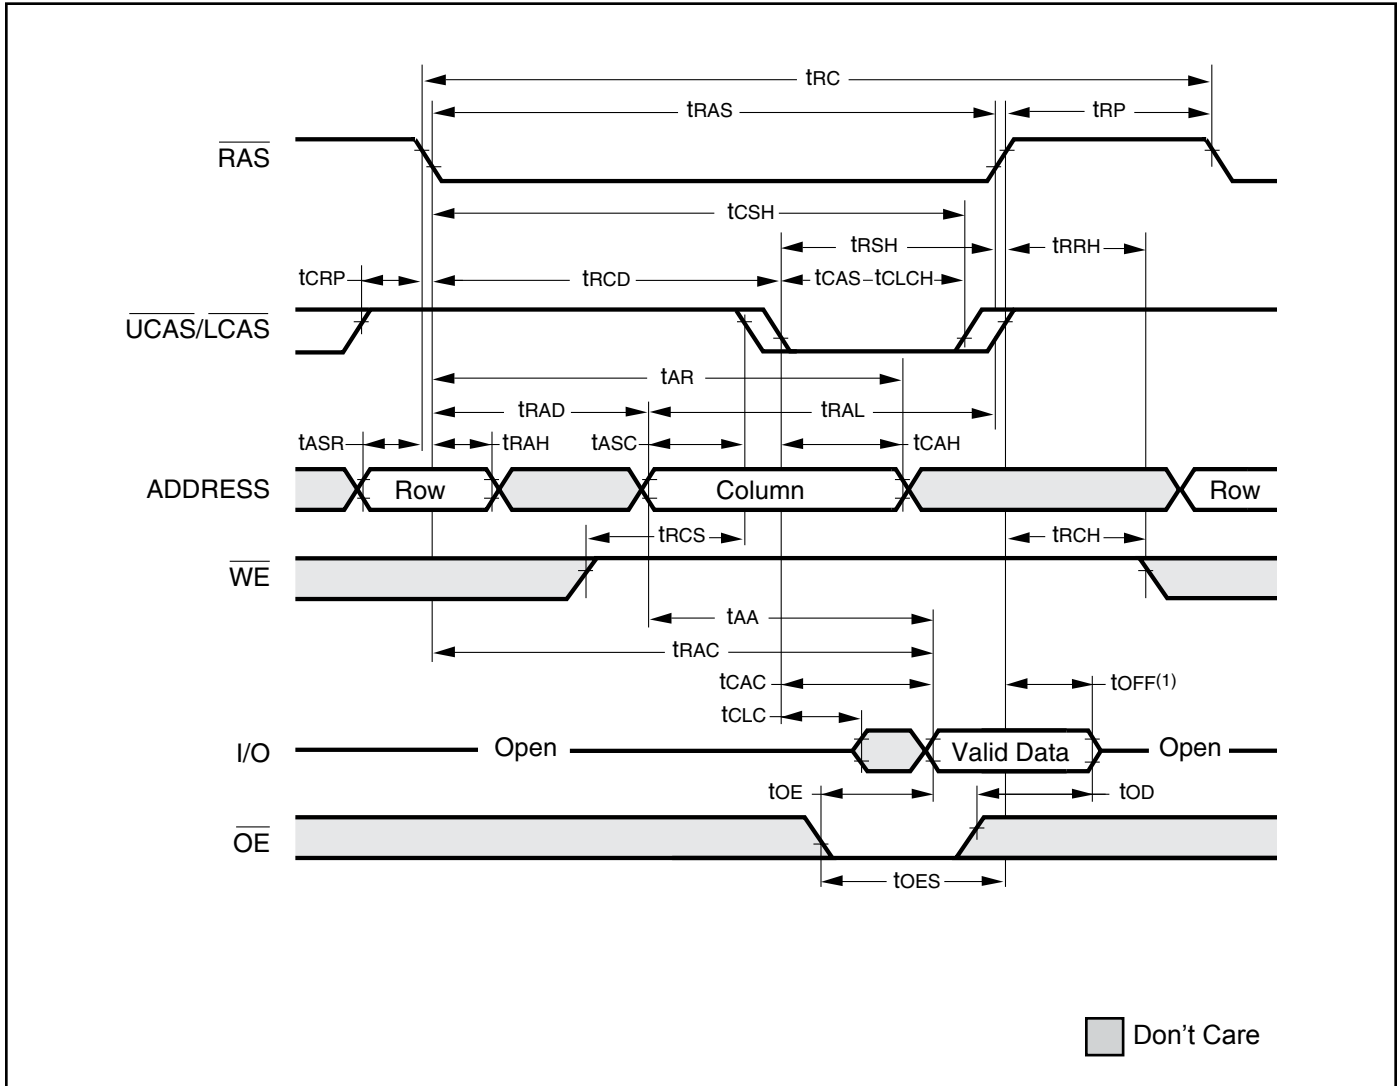 tRC
tRAS
tRP
RAS
tCSH
tRSH
tRRH
tCRP
tRCD
tCAS
tCLCH
UCAS/LCAS
tAR
tRAD
tRAL
tASR
tRAH
tASC
tCAH
ADDRESS
Row
Column
Row
tRCS
tRCH
WE
tAA
tRAC
tCAC
tOFF(1)
tCLC
I/O
Open
Valid Data
Open
tOE
tOD
OE
tOES
Don't Care